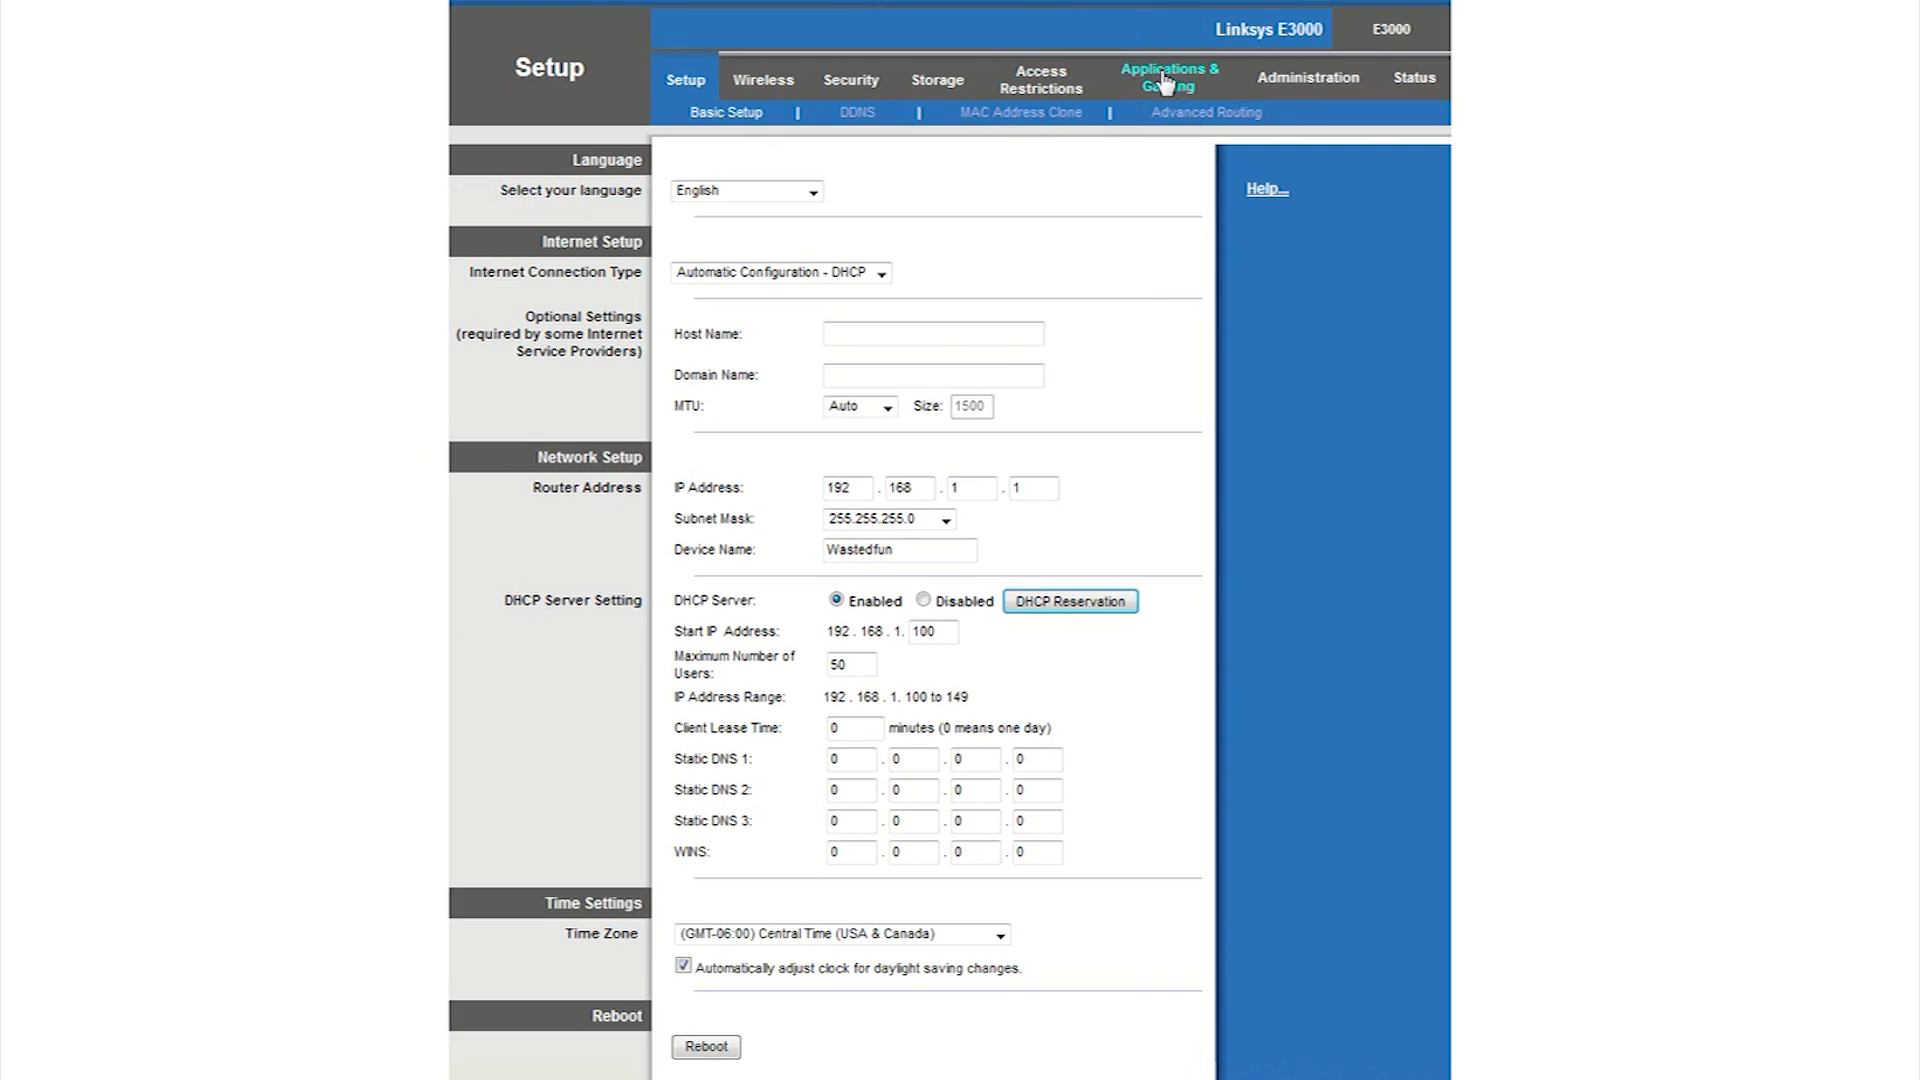 Linksys E3000 E3000
Setup
Setup Wireless Security Storage Access Restrictions Applications & Gaming Administration Status
Basic Setup | DDNS | MAC Address Clone | Advanced Routing
Language
Select your language English
Help...
Internet Setup
Internet Connection Type Automatic Configuration - DHCP
Optional Settings
(required by some Internet
Service Providers)
Host Name:
Domain Name:
MTU: Auto Size: 1500
Network Setup
Router Address IP Address: 192 . 168 . 1 . 1
Subnet Mask: 255.255.255.0
Device Name: Wastedfun
DHCP Server Setting DHCP Server: Enabled Disabled DHCP Reservation
Start IP Address: 192 . 168 . 1. 100
Maximum Number of
Users: 50
IP Address Range: 192 . 168 . 1. 100 to 149
Client Lease Time: 0 minutes (0 means one day)
Static DNS 1: 0 . 0 . 0 . 0
Static DNS 2: 0 . 0 . 0 . 0
Static DNS 3: 0 . 0 . 0 . 0
WINS: 0 . 0 . 0 . 0
Time Settings
Time Zone (GMT-06:00) Central Time (USA & Canada)
Automatically adjust clock for daylight saving changes.
Reboot
Reboot